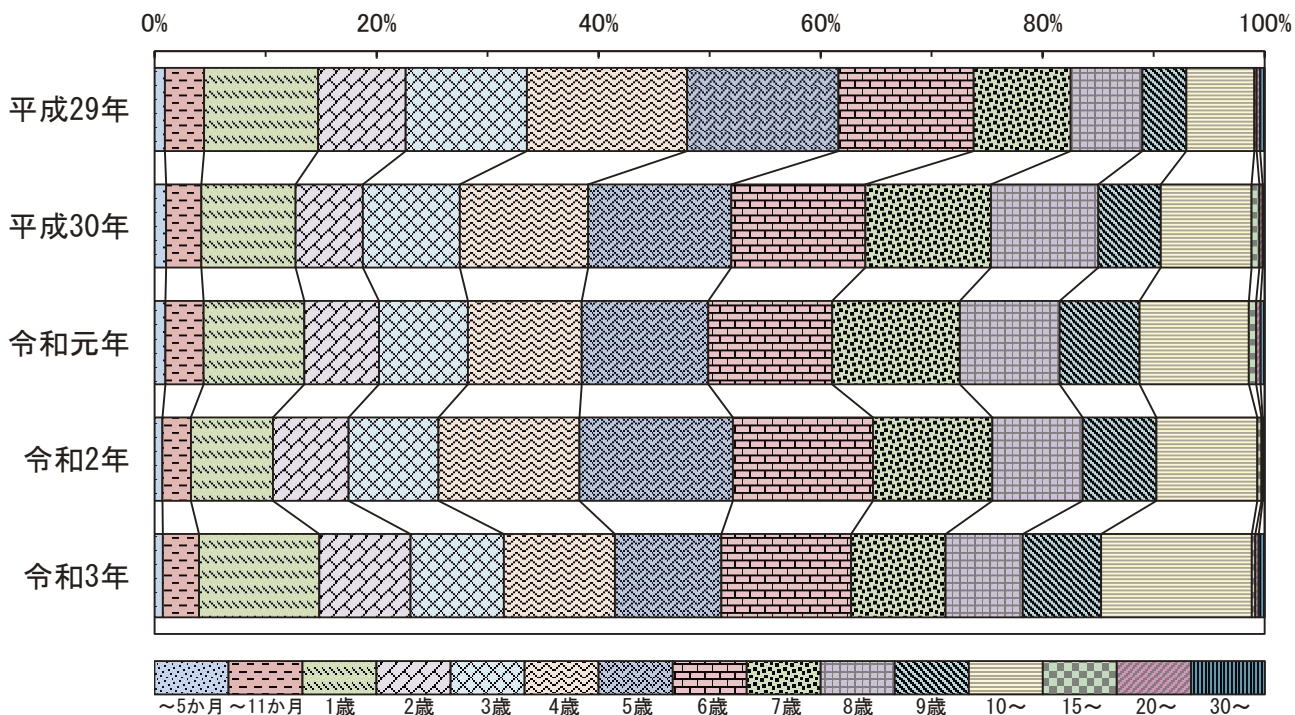 0% 20% 40% 60% 80% 100%
平成29年
平成30年
令和元年
令和2年
令和3年
～5か月 ～11か月 1歳 2歳 3歳 4歳 5歳 6歳 7歳 8歳 9歳 10～ 15～ 20～ 30～